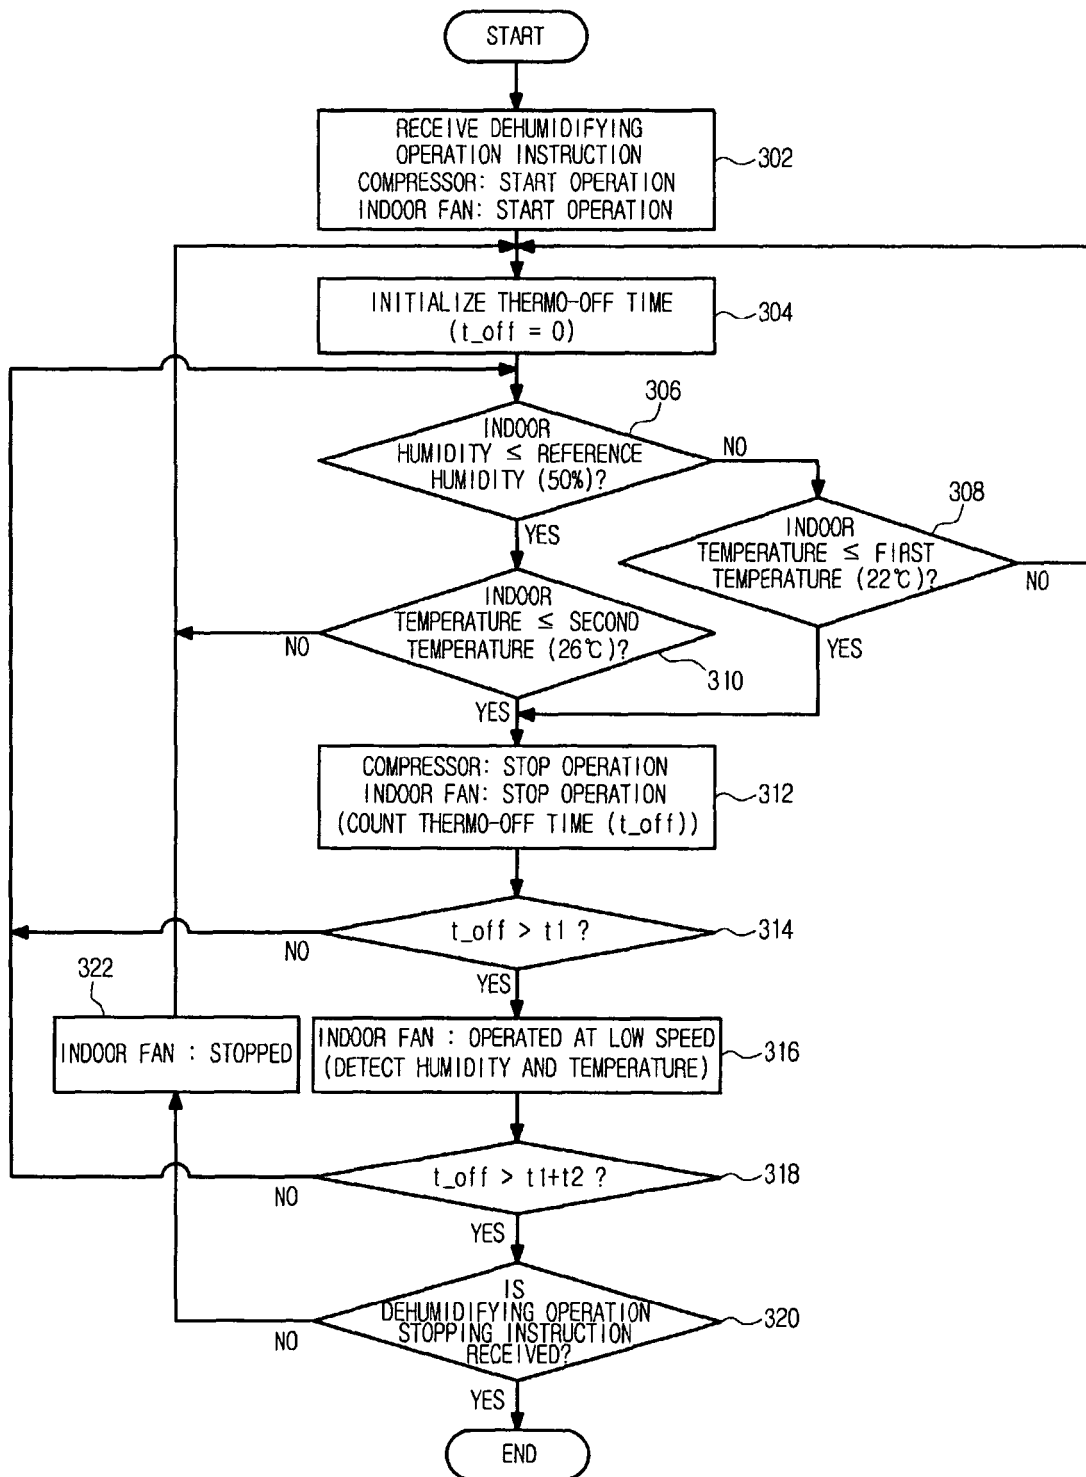 START
RECEIVE DEHUMIDIFYING
OPERATION INSTRUCTION
COMPRESSOR: START OPERATION
INDOOR FAN: START OPERATION
302
INITIALIZE THERMO-OFF TIME
(t_off = 0)
304
306
INDOOR
HUMIDITY ≤ REFERENCE
HUMIDITY (50%)?
NO
YES
308
INDOOR
TEMPERATURE ≤ FIRST
TEMPERATURE (22℃)?
NO
YES
INDOOR
TEMPERATURE ≤ SECOND
TEMPERATURE (26℃)?
NO
310
YES
COMPRESSOR: STOP OPERATION
INDOOR FAN: STOP OPERATION
(COUNT THERMO-OFF TIME (t_off))
312
t_off > t1 ?
314
NO
YES
322
INDOOR FAN : STOPPED
INDOOR FAN : OPERATED AT LOW SPEED
(DETECT HUMIDITY AND TEMPERATURE)
316
t_off > t1+t2 ?
318
NO
YES
IS
DEHUMIDIFYING OPERATION
STOPPING INSTRUCTION
RECEIVED?
320
NO
YES
END